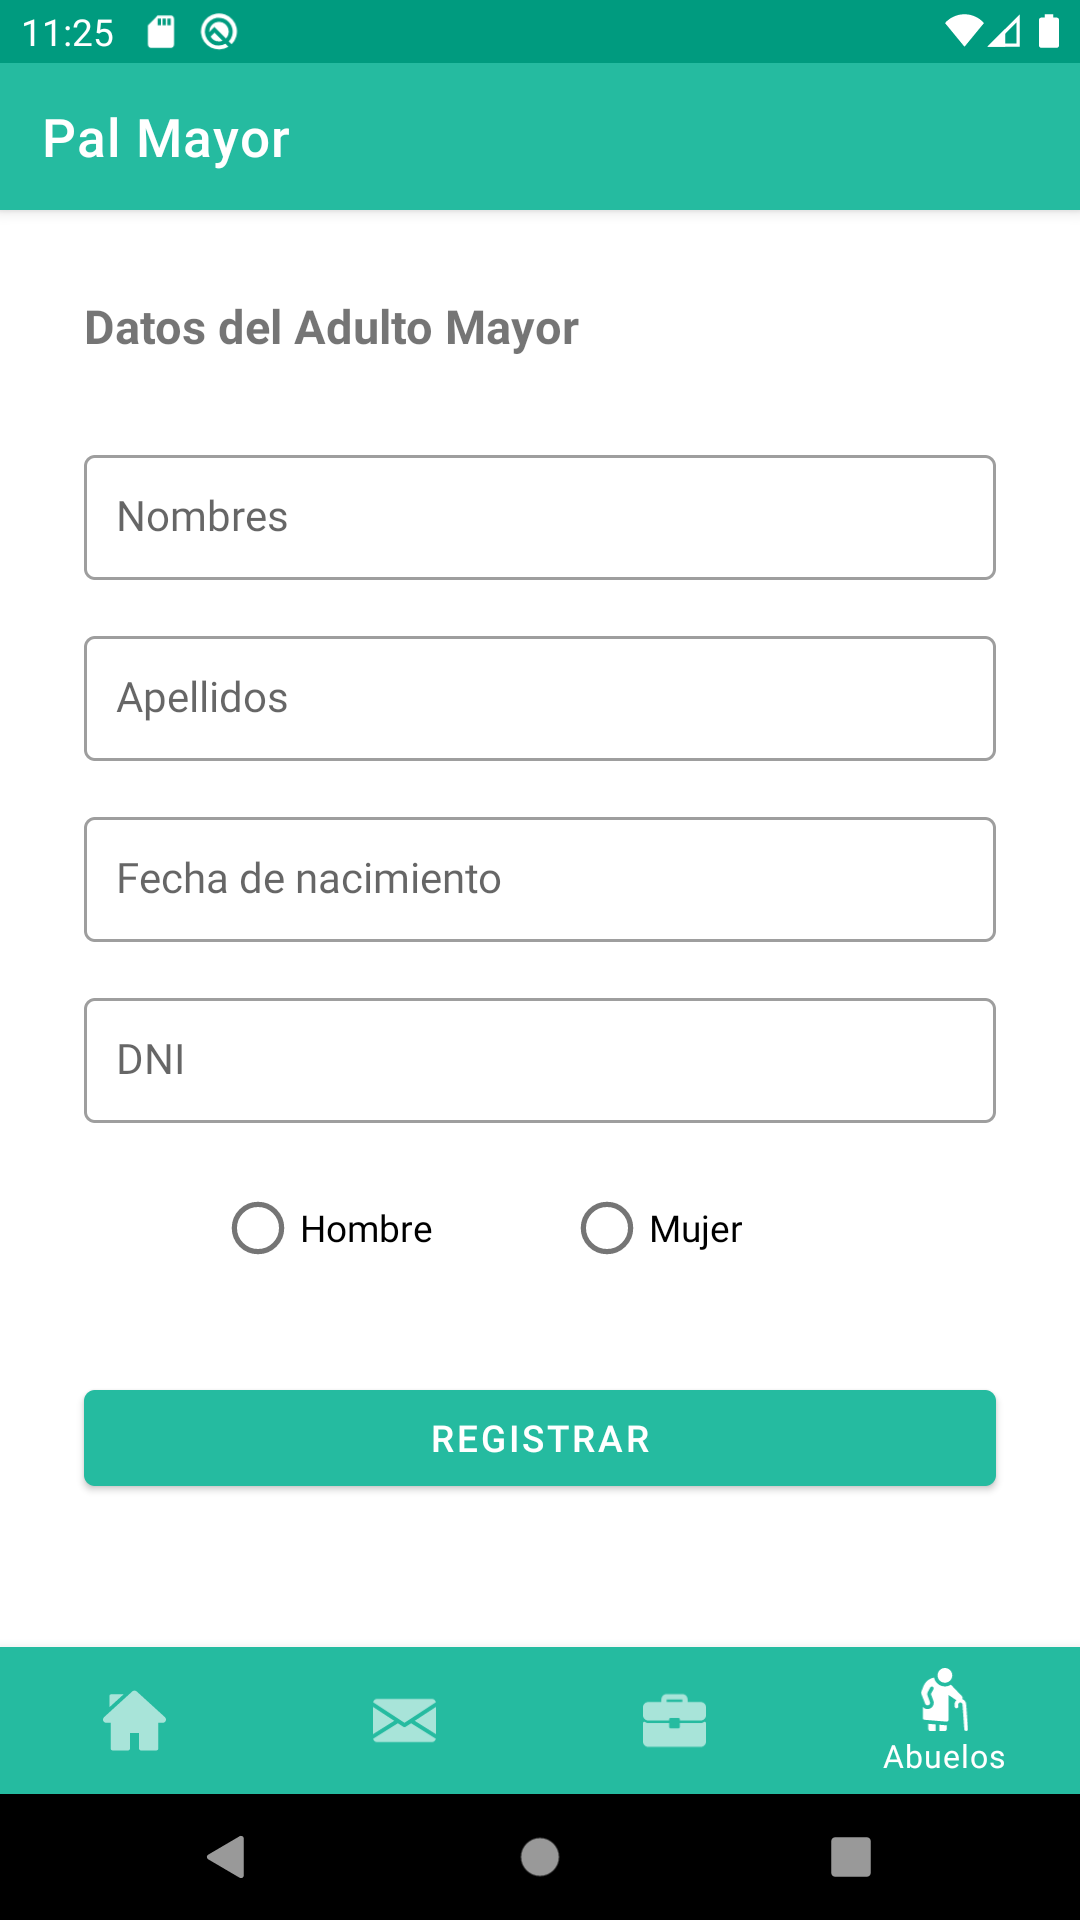 11:25
Pal Mayor
Datos del Adulto Mayor
Nombres
Apellidos
Fecha de nacimiento
DNI
Hombre
Mujer
REGISTRAR
Abuelos